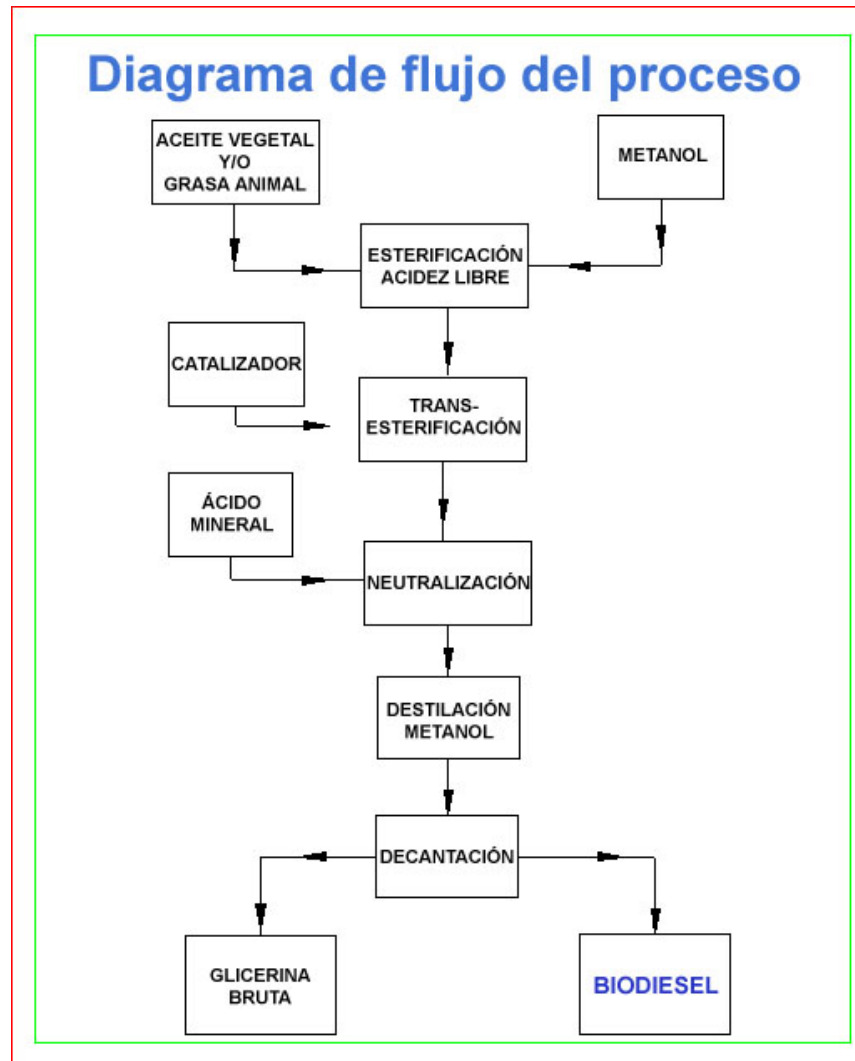 Diagrama de flujo del proceso
ACEITE VEGETAL
Y/O
GRASA ANIMAL
METANOL
ESTERIFICACIÓN
ACIDEZ LIBRE
CATALIZADOR
TRANS-
ESTERIFICACIÓN
ÁCIDO
MINERAL
NEUTRALIZACIÓN
DESTILACIÓN
METANOL
DECANTACIÓN
GLICERINA
BRUTA
BIODIESEL